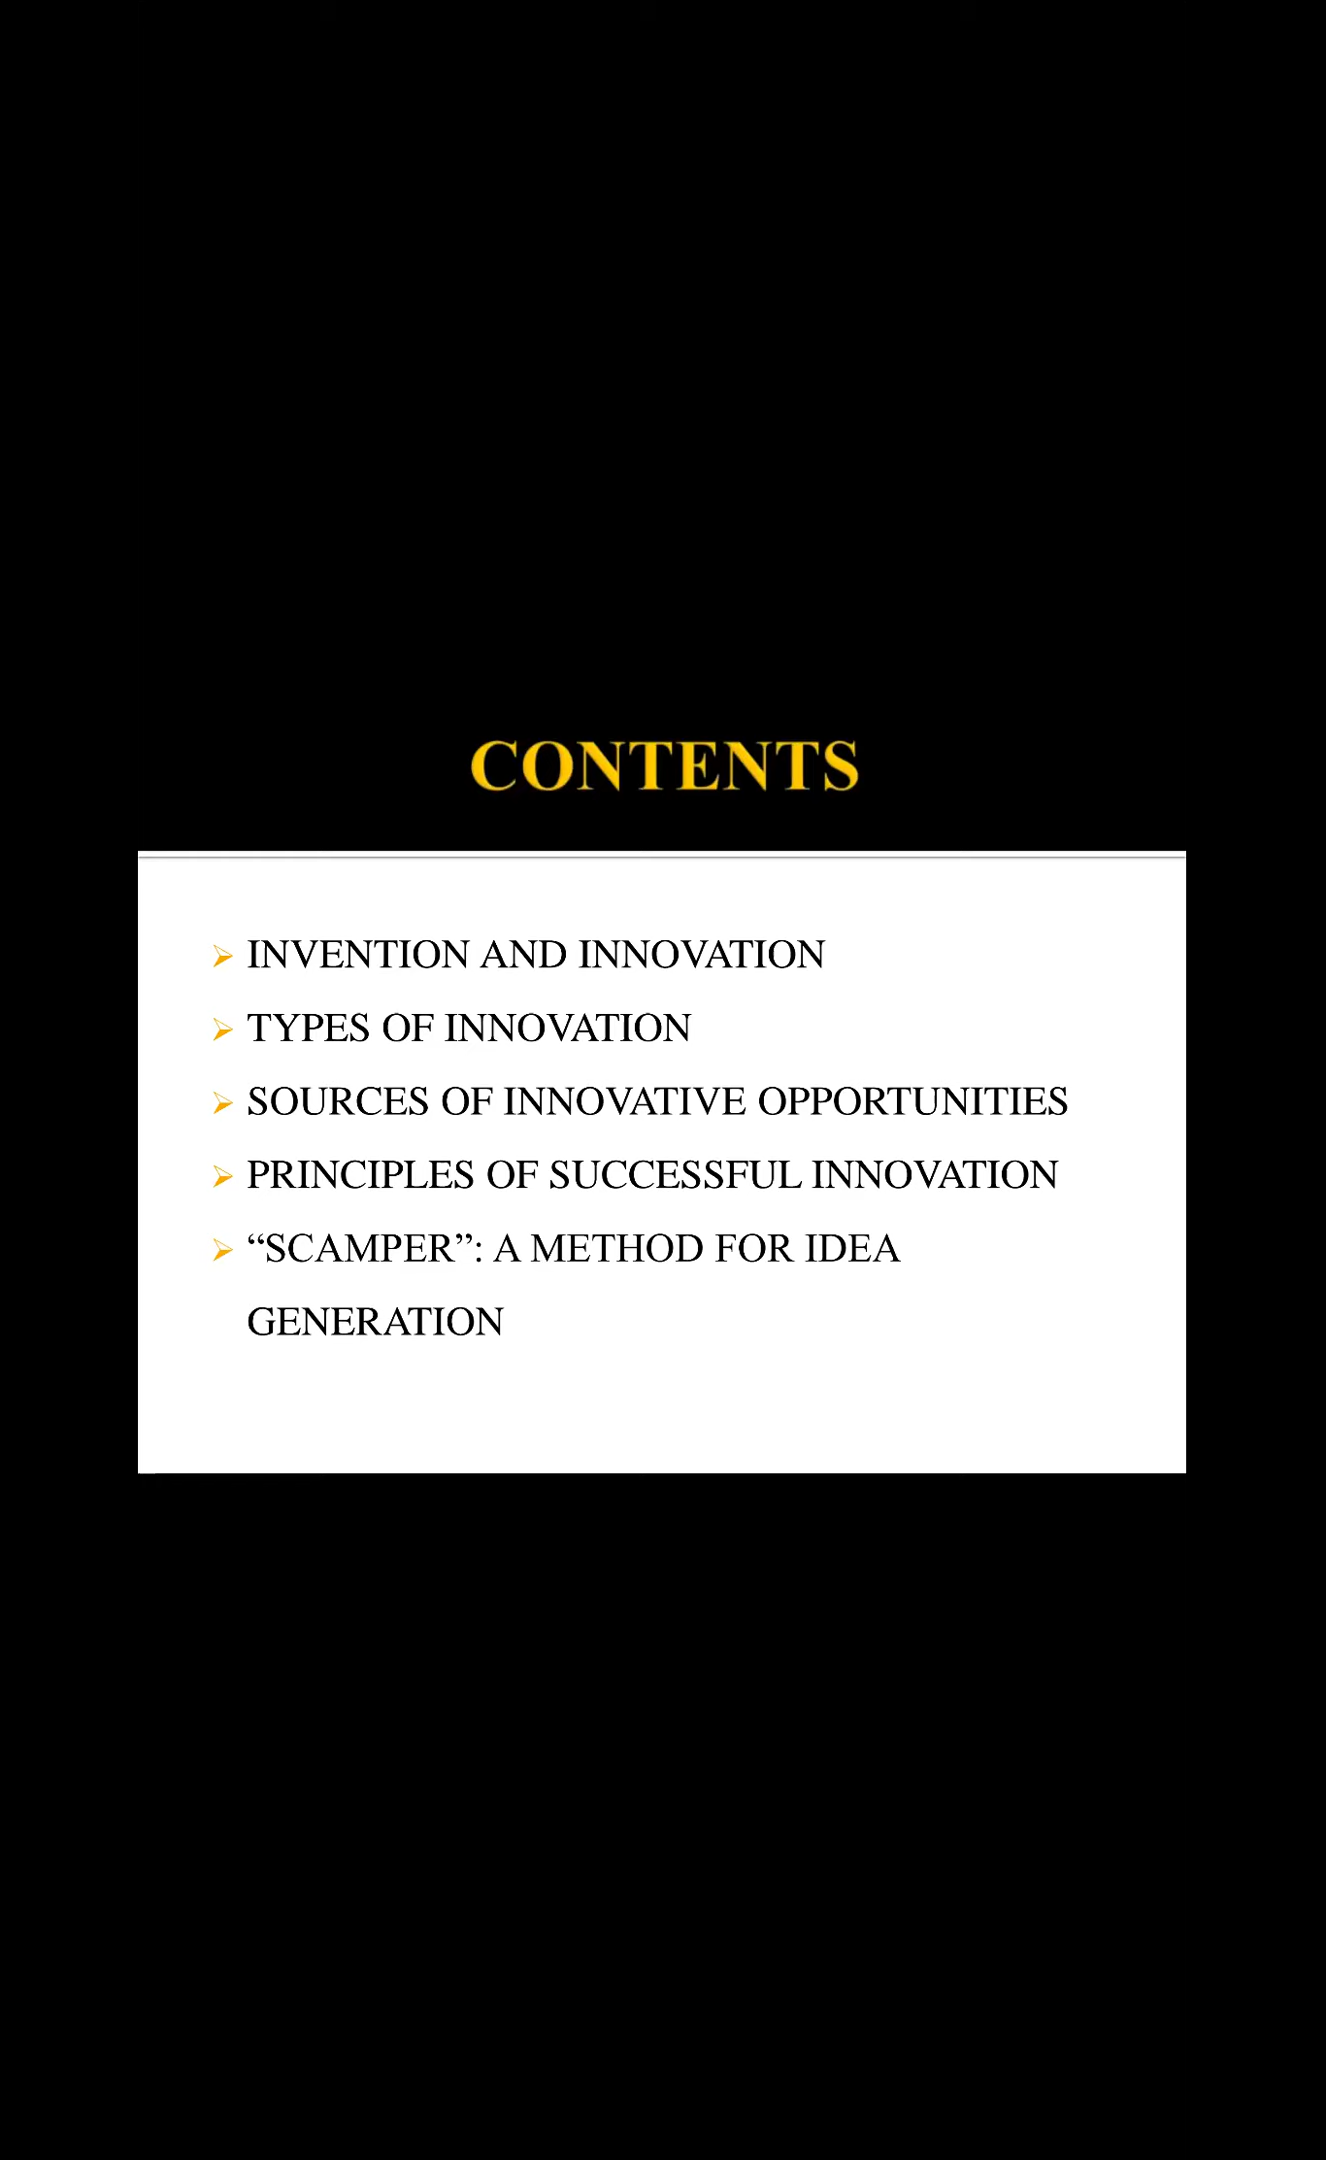 CONTENTS
➢ INVENTION AND INNOVATION
➢ TYPES OF INNOVATION
➢ SOURCES OF INNOVATIVE OPPORTUNITIES
➢ PRINCIPLES OF SUCCESSFUL INNOVATION
➢ “SCAMPER”: A METHOD FOR IDEA
GENERATION